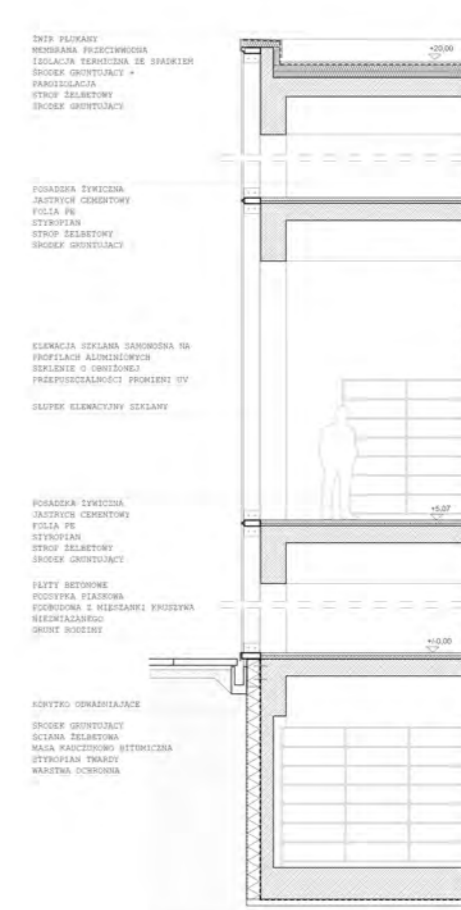 ŻWIR PŁUKANY
MEMBRANA PRZECIWWODNA
IZOLACJA TERMICZNA ZE SPADKIEM
ŚRODEK GRUNTUJĄCY +
PAROIZOLACJA
STROP ŻELBETOWY
ŚRODEK GRUNTUJĄCY
+20,00
POSADZKA ŻYWICZNA
JASTRYCH CEMENTOWY
FOLIA PE
STYROPIAN
STROP ŻELBETOWY
ŚRODEK GRUNTUJĄCY
ELEWACJA SZKLANA SAMONOŚNA NA
PROFILACH ALUMINIOWYCH
SZKLENIE O OBNIŻONEJ
PRZEPUSZCZALNOŚCI PROMIENI UV
SŁUPEK ELEWACYJNY SZKLANY
POSADZKA ŻYWICZNA
JASTRYCH CEMENTOWY
FOLIA PE
STYROPIAN
STROP ŻELBETOWY
ŚRODEK GRUNTUJĄCY
+5,07
PŁYTY BETONOWE
PODSYPKA PIASKOWA
PODBUDOWA Z MIESZANKI KRUSZYWA
NIEZWIĄZANEGO
GRUNT RODZIMY
+/-0,00
KORYTKO ODWADNIAJĄCE
ŚRODEK GRUNTUJĄCY
ŚCIANA ŻELBETOWA
MASA KAUCZUKOWO BITUMICZNA
STYROPIAN TWARDY
WARSTWA OCHRONNA